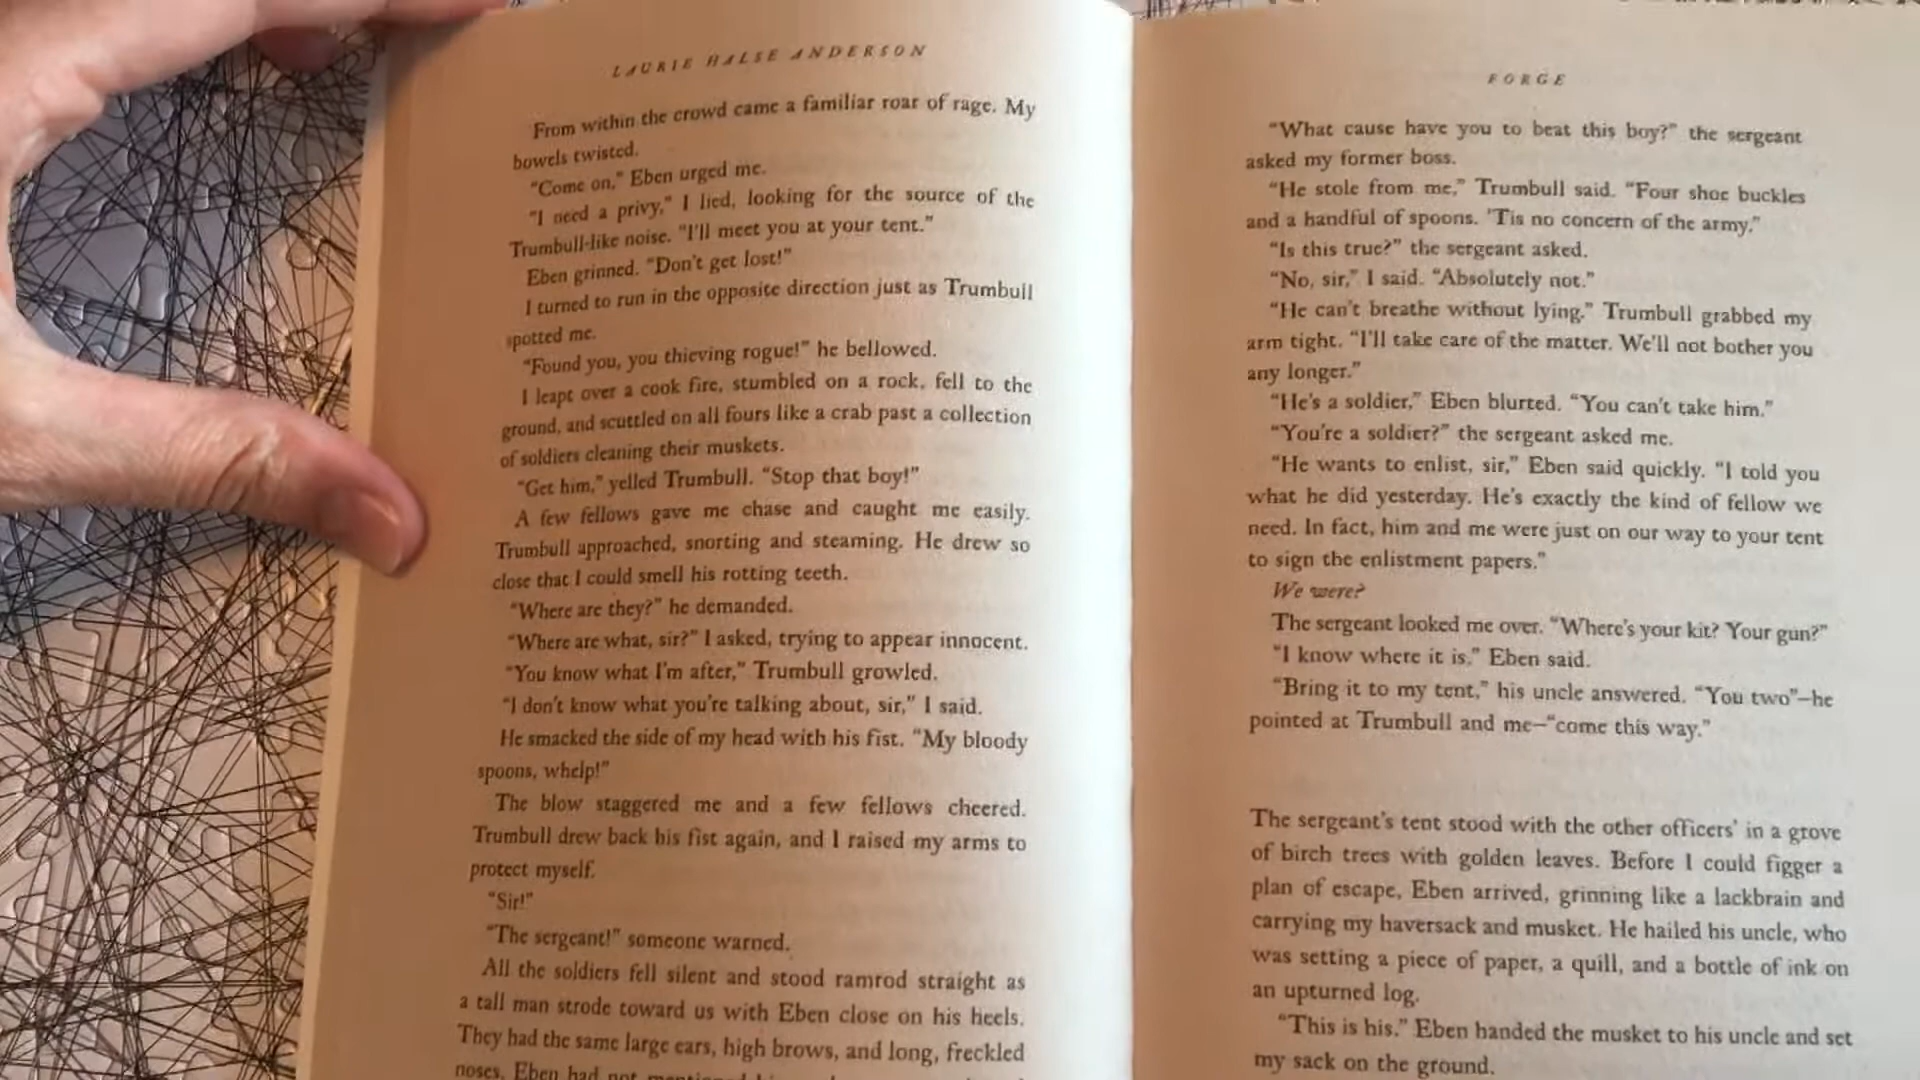 LAURIE HALSE ANDERSON
From within the crowd came a familiar roar of rage. My
bowels twisted.
"Come on," Eben urged me.
"I need a privy," I lied, looking for the source of the
Trumbull-like noise. "I'll meet you at your tent."
Eben grinned. "Don't get lost!"
I turned to run in the opposite direction just as Trumbull
spotted me.
"Found you, you thieving rogue!" he bellowed.
I leapt over a cook fire, stumbled on a rock, fell to the
ground, and scuttled on all fours like a crab past a collection
of soldiers cleaning their muskets.
"Get him," yelled Trumbull. "Stop that boy!"
A few fellows gave me chase and caught me easily.
Trumbull approached, snorting and steaming. He drew so
close that I could smell his rotting teeth.
"Where are they?" he demanded.
"Where are what, sir?" I asked, trying to appear innocent.
"You know what I'm after," Trumbull growled.
"I don't know what you're talking about, sir," I said.
He smacked the side of my head with his fist. "My bloody
spoons, whelp!"
The blow staggered me and a few fellows cheered.
Trumbull drew back his fist again, and I raised my arms to
protect myself.
"Sir!"
"The sergeant!" someone warned.
All the soldiers fell silent and stood ramrod straight as
a tall man strode toward us with Eben close on his heels.
They had the same large ears, high brows, and long, freckled
noses. Eben had not
FORGE
"What cause have you to beat this boy?" the sergeant
asked my former boss.
"He stole from me," Trumbull said. "Four shoe buckles
and a handful of spoons. 'Tis no concern of the army."
"Is this true?" the sergeant asked.
"No, sir," I said. "Absolutely not."
"He can't breathe without lying." Trumbull grabbed my
arm tight. "I'll take care of the matter. We'll not bother you
any longer."
"He's a soldier," Eben blurted. "You can't take him."
"You're a soldier?" the sergeant asked me.
"He wants to enlist, sir," Eben said quickly. "I told you
what he did yesterday. He's exactly the kind of fellow we
need. In fact, him and me were just on our way to your tent
to sign the enlistment papers."
We were?
The sergeant looked me over. "Where's your kit? Your gun?"
"I know where it is," Eben said.
"Bring it to my tent," his uncle answered. "You two"—he
pointed at Trumbull and me—"come this way."
The sergeant's tent stood with the other officers' in a grove
of birch trees with golden leaves. Before I could figger a
plan of escape, Eben arrived, grinning like a lackbrain and
carrying my haversack and musket. He hailed his uncle, who
was setting a piece of paper, a quill, and a bottle of ink on
an upturned log.
"This is his." Eben handed the musket to his uncle and set
my sack on the ground.